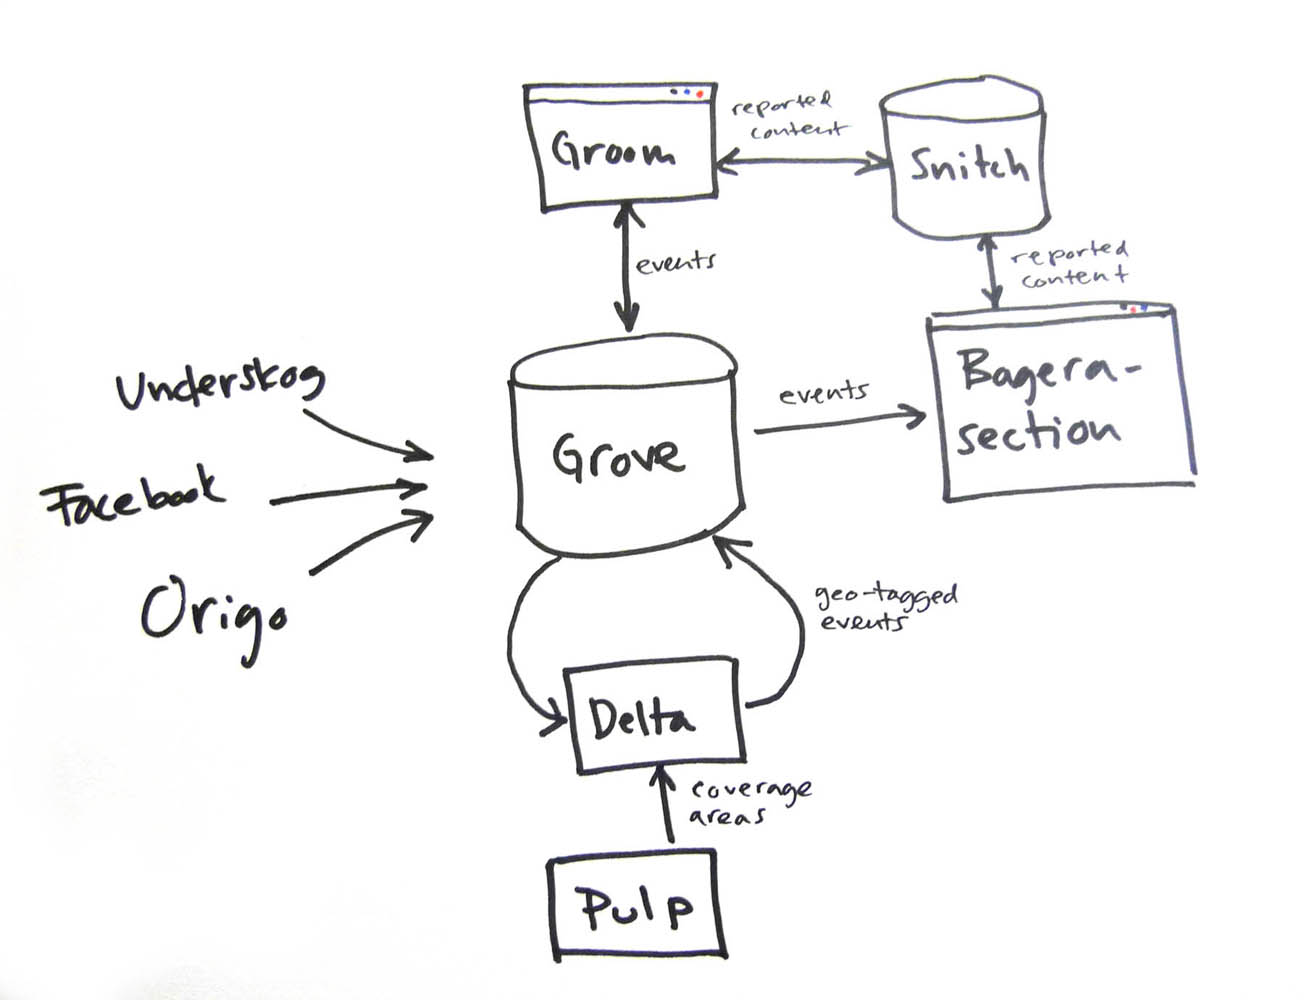 Groom
reported
content
Snitch
events
reported
content
Underskog
Facebook
Origo
Grove
events
Bagera-
section
geo-tagged
events
Delta
coverage
areas
Pulp